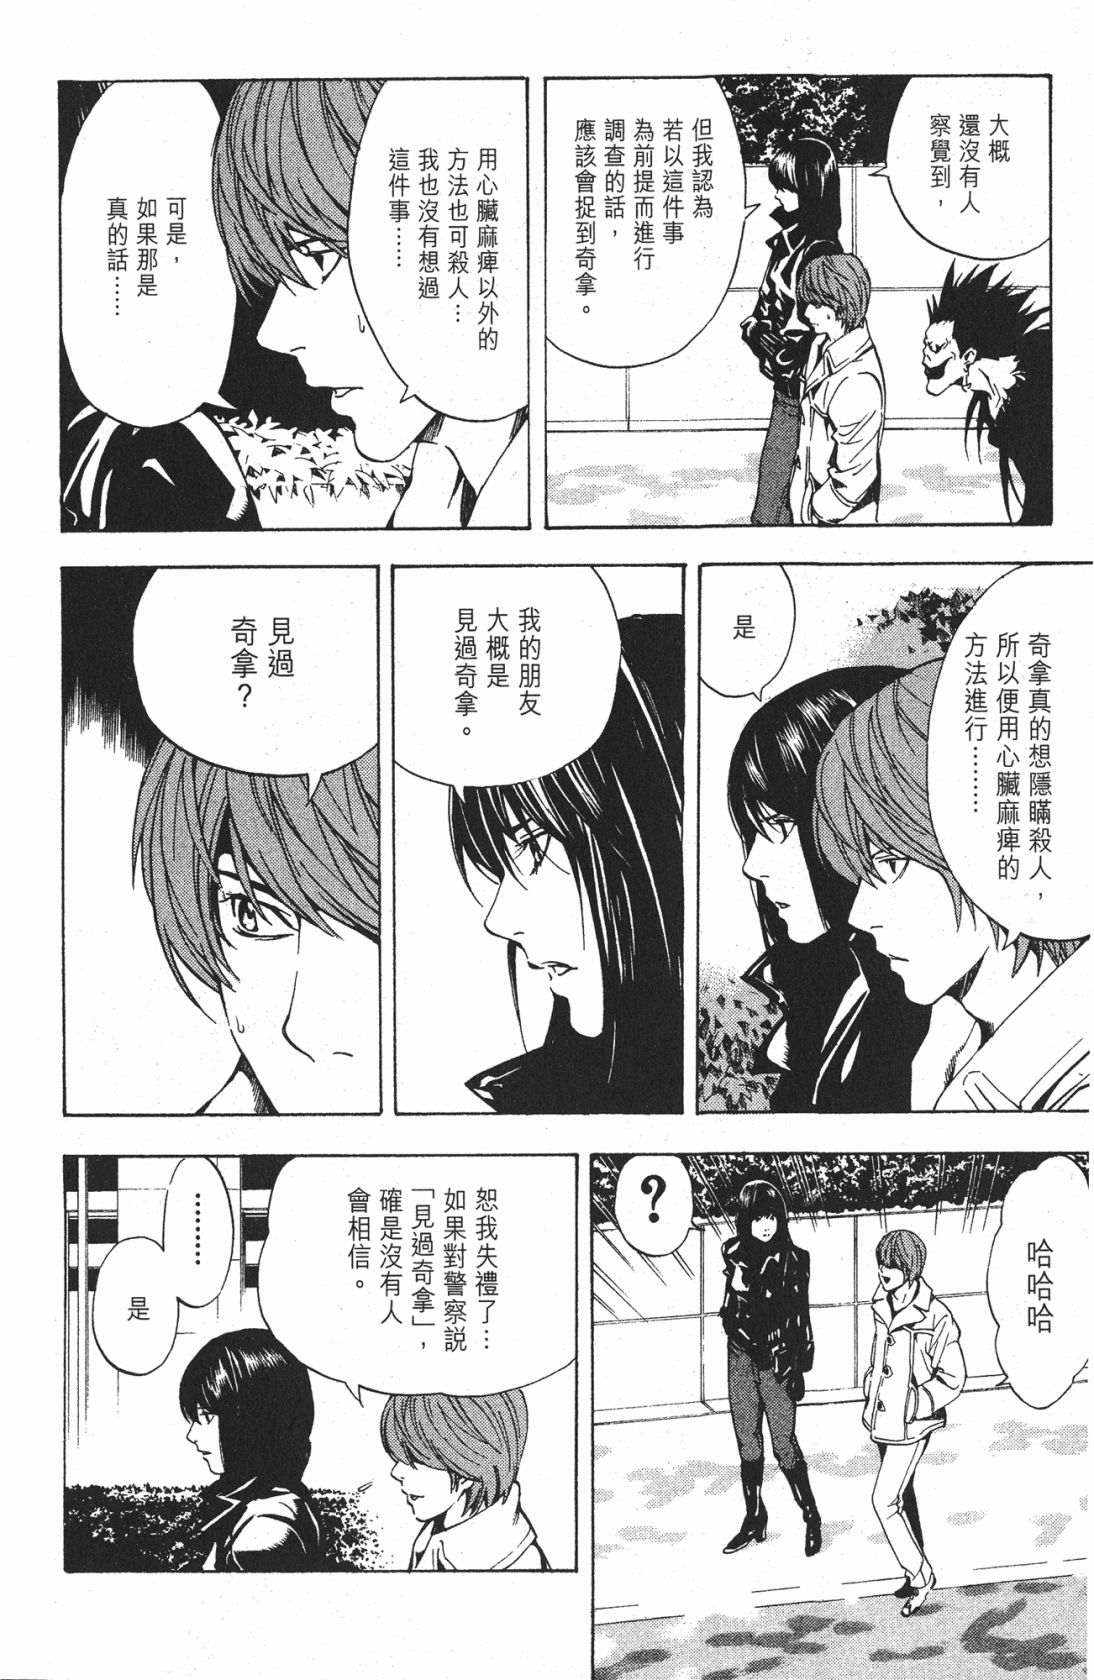 大概
還沒有人
察覺到，
但我認為
若以這件事
為前提而進行
調查的話，
應該會捉到奇拿。
用心臟麻痺以外的
方法也可殺人…
我也沒有想過
這件事……
可是，
如果那是
真的話……
奇拿真的想隱瞞殺人，
所以便用心臟麻痺的
方法進行………
是
我的朋友
大概是
見過奇拿。
見過
奇拿？
哈哈哈
？
恕我失禮了…
如果對警察說
「見過奇拿」，
確是沒有人
會相信。
………
是